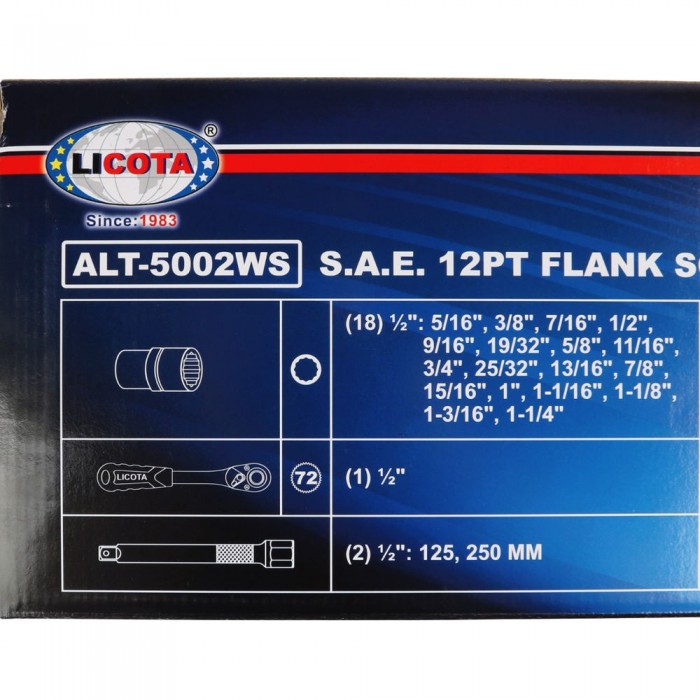 LICOTA ®
Since:1983
ALT-5002WS S.A.E. 12PT FLANK
(18) ½": 5/16", 3/8", 7/16", 1/2",
9/16", 19/32", 5/8", 11/16",
3/4", 25/32", 13/16", 7/8",
15/16", 1", 1-1/16", 1-1/8",
1-3/16", 1-1/4"
LICOTA 72 (1) ½"
(2) ½": 125, 250 MM